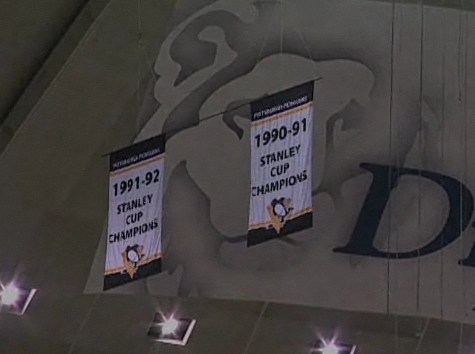 PITTSBURGH PENGUINS
1991-92
STANLEY
CUP
CHAMPIONS
PITTSBURGH PENGUINS
1990-91
STANLEY
CUP
CHAMPIONS
D